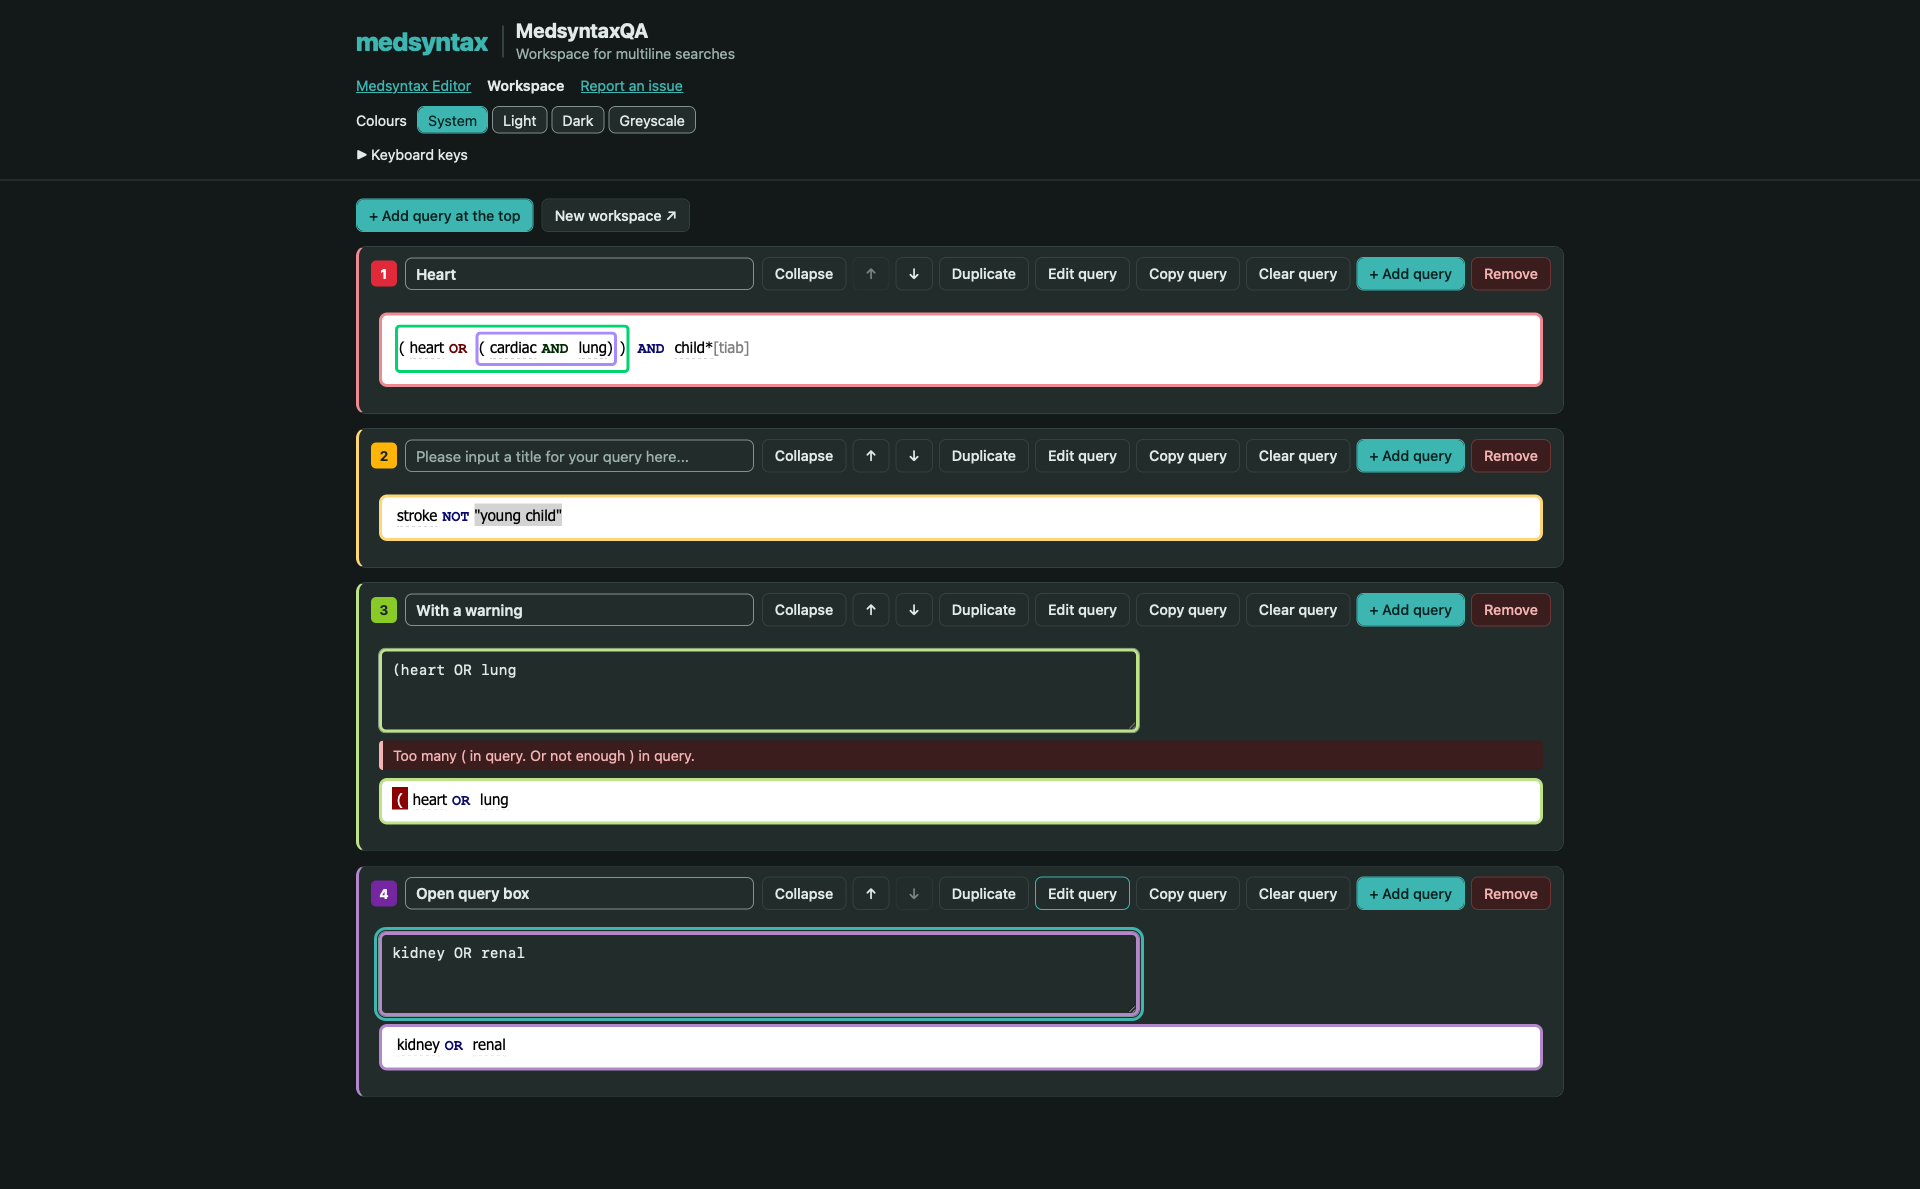 medsyntax
MedsyntaxQA
Workspace for multiline searches
Medsyntax Editor Workspace Report an issue
Colours System Light Dark Greyscale
▶ Keyboard keys
+ Add query at the top New workspace ↗
1 Heart Collapse ↑ ↓ Duplicate Edit query Copy query Clear query + Add query Remove
( heart OR ( cardiac AND lung) ) AND child*[tiab]
2 Please input a title for your query here... Collapse ↑ ↓ Duplicate Edit query Copy query Clear query + Add query Remove
stroke NOT "young child"
3 With a warning Collapse ↑ ↓ Duplicate Edit query Copy query Clear query + Add query Remove
(heart OR lung
Too many ( in query. Or not enough ) in query.
( heart OR lung
4 Open query box Collapse ↑ ↓ Duplicate Edit query Copy query Clear query + Add query Remove
kidney OR renal
kidney OR renal